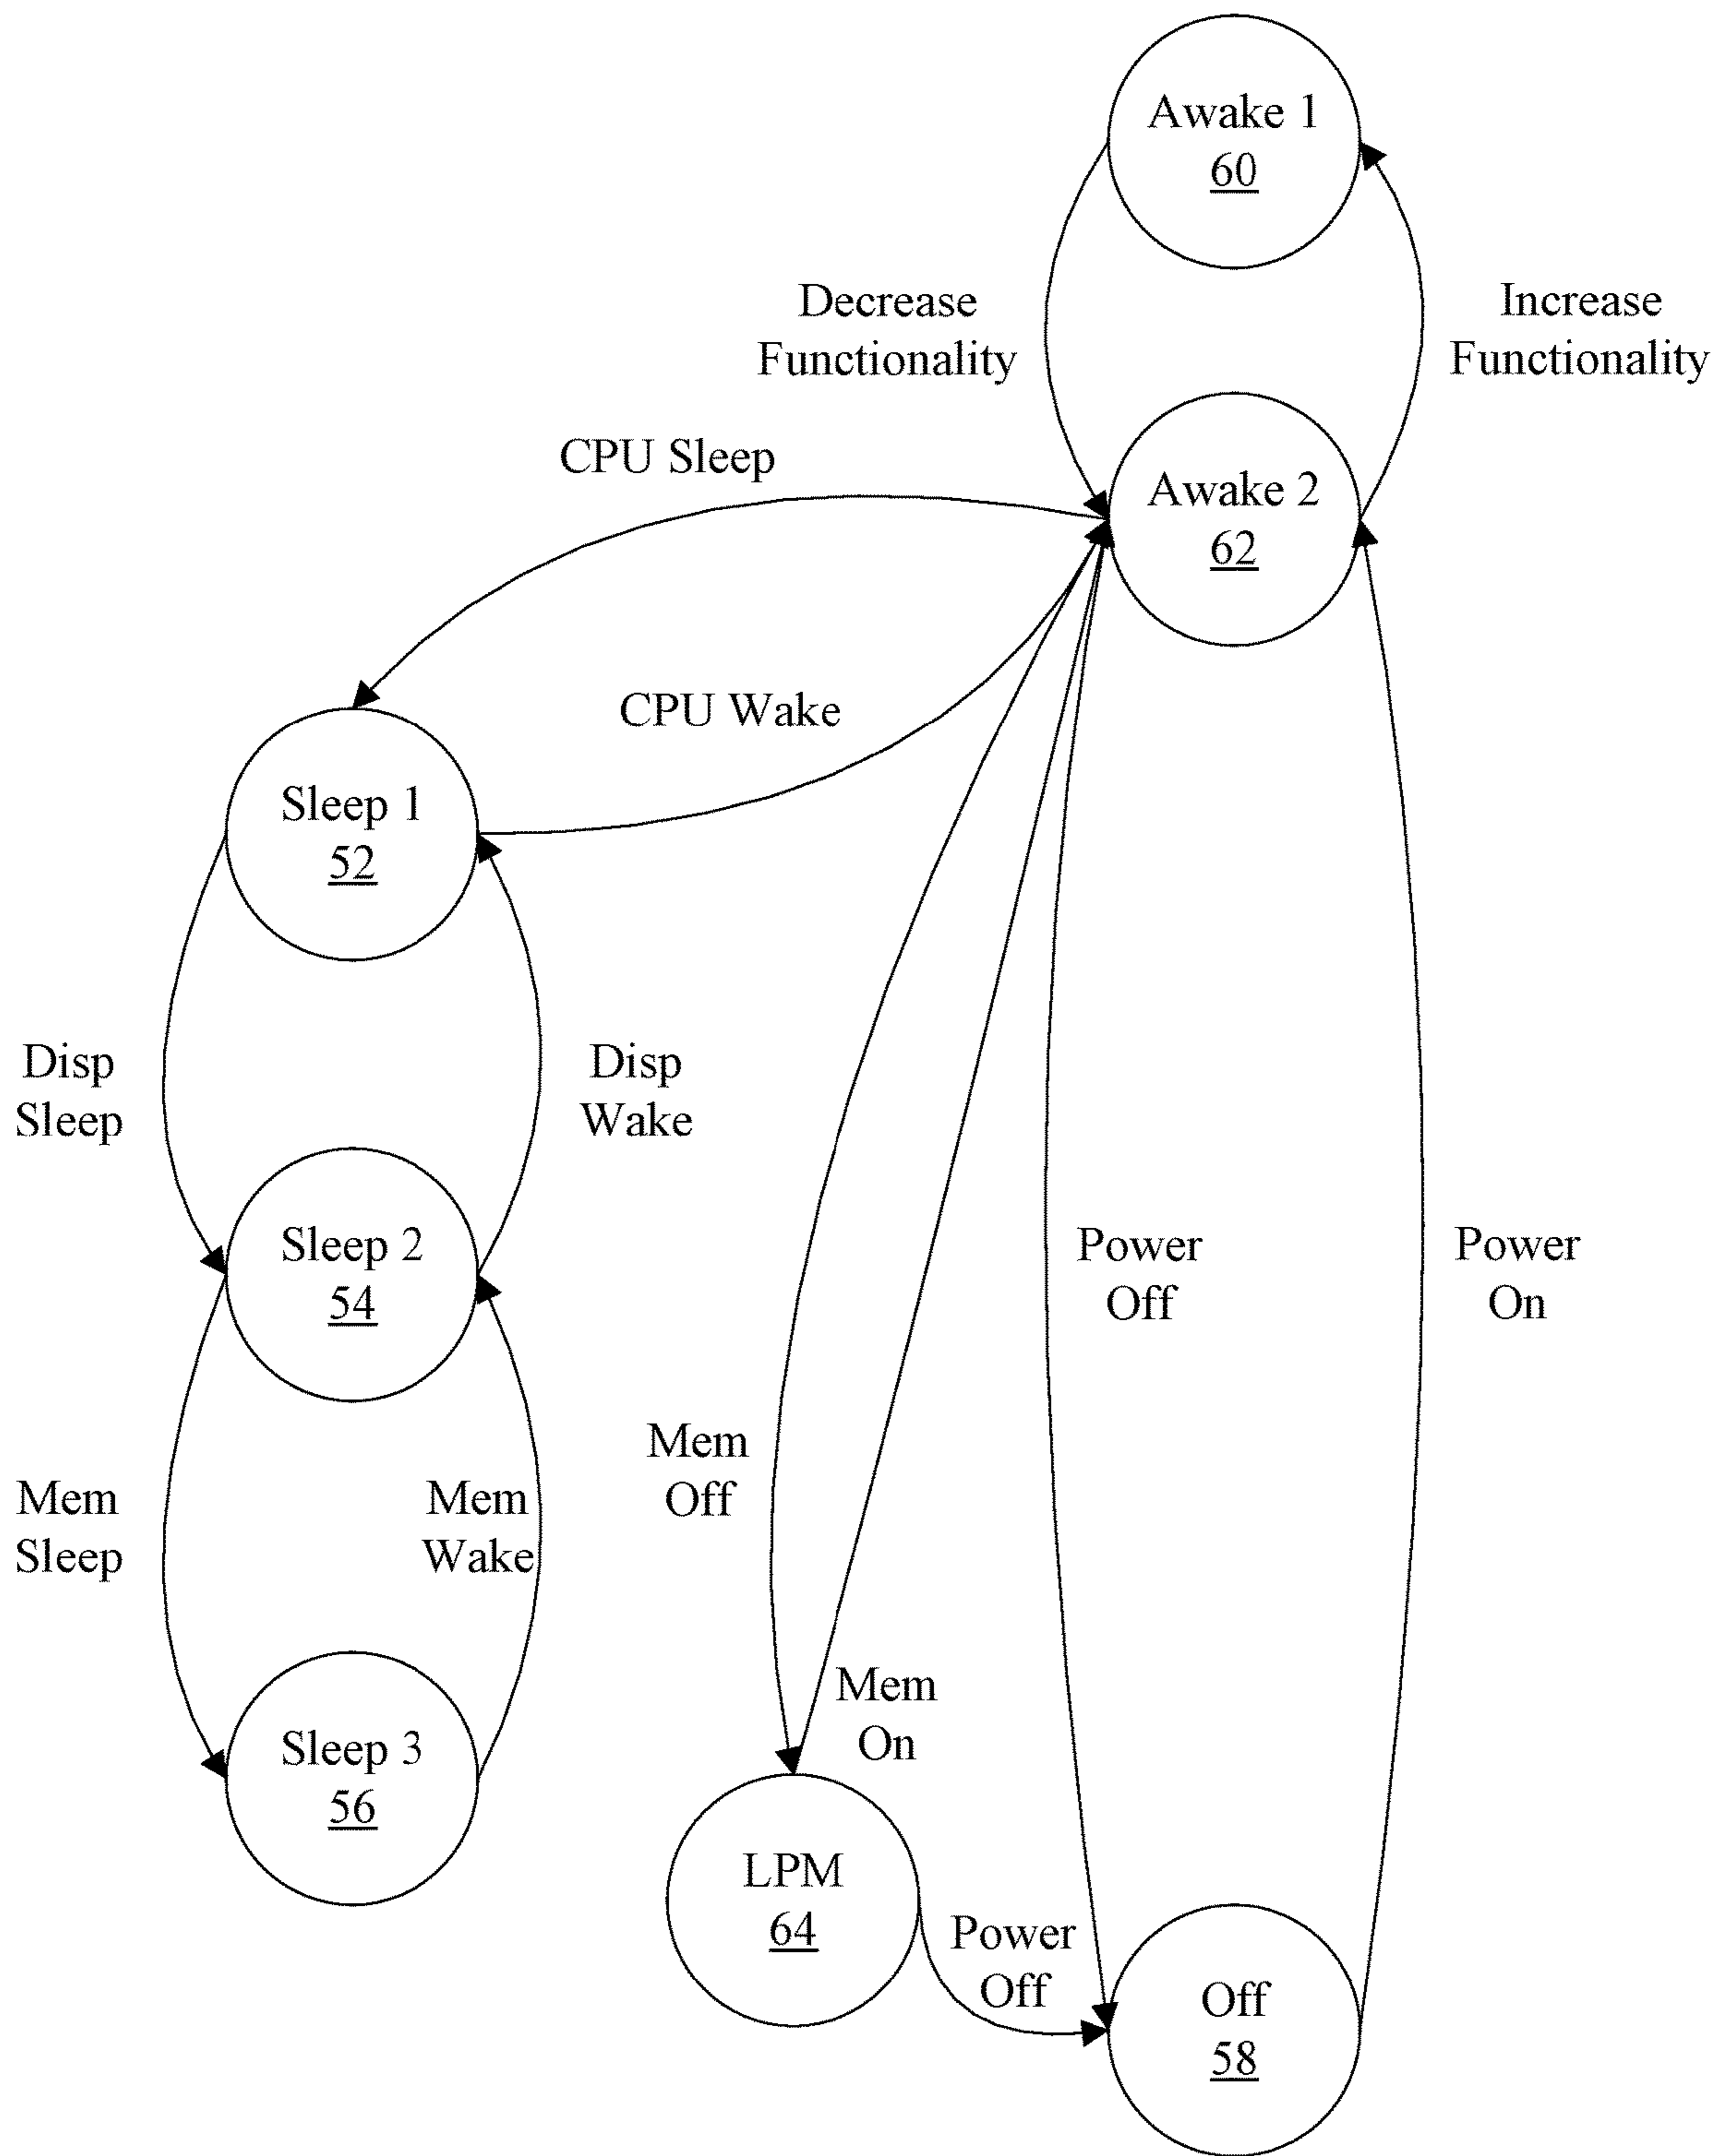 Awake 1
60
Decrease
Functionality
Increase
Functionality
CPU Sleep
Awake 2
62
CPU Wake
Sleep 1
52
Disp
Sleep
Disp
Wake
Sleep 2
54
Power
Off
Power
On
Mem
Off
Mem
Sleep
Mem
Wake
Mem
On
Sleep 3
56
LPM
64
Power
Off
Off
58